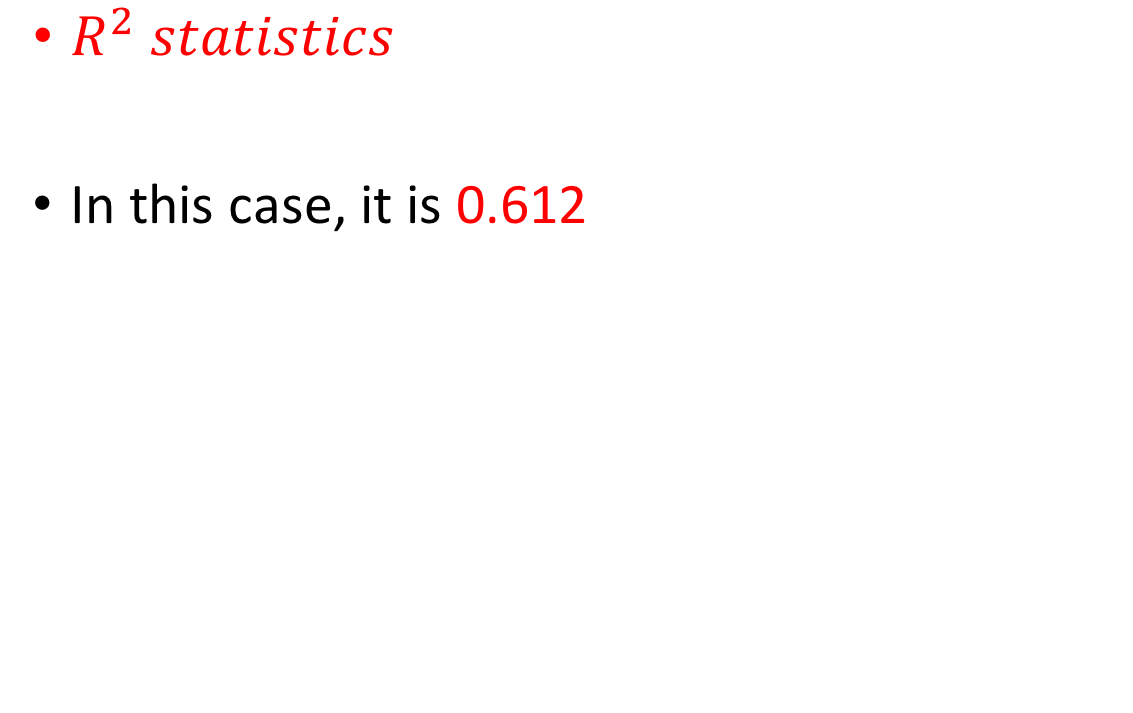 • R² statistics
• In this case, it is 0.612